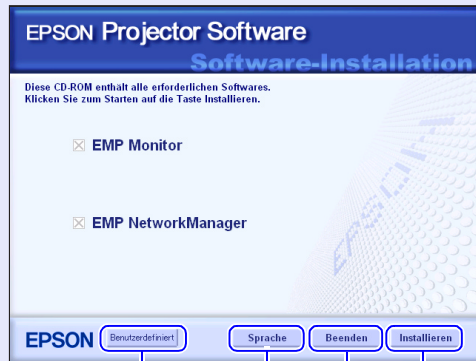 EPSON Projector Software
Software-Installation
Diese CD-ROM enthält alle erforderlichen Softwares.
Klicken Sie zum Starten auf die Taste Installieren.
EMP Monitor
EMP NetworkManager
EPSON
EPSON Benutzerdefiniert Sprache Beenden Installieren